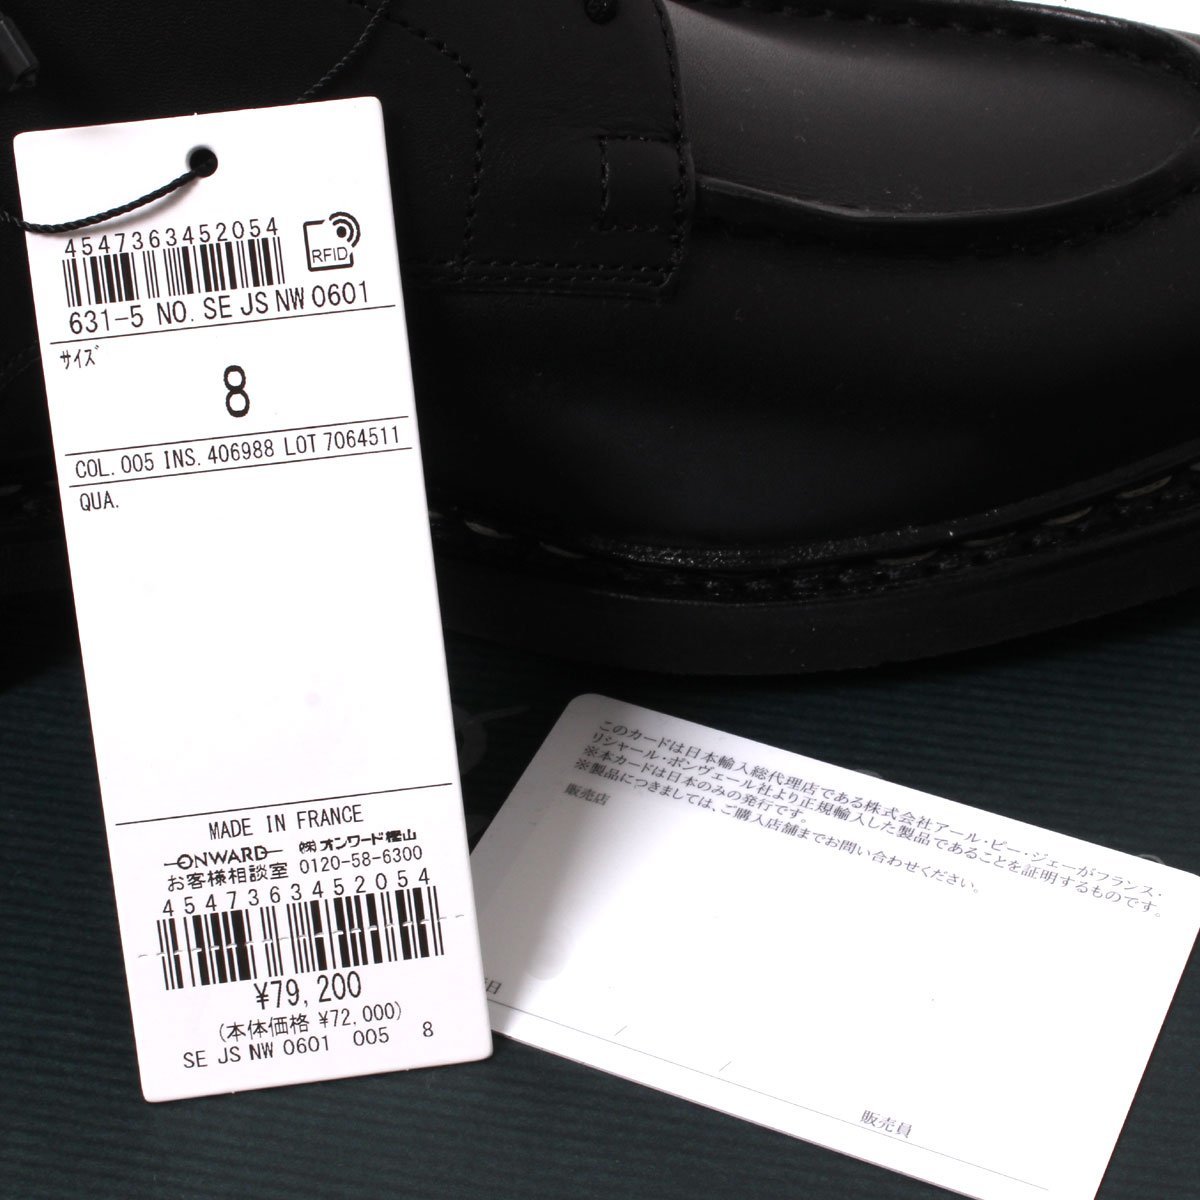 4547363452054
RFID
631-5 NO. SE JS NW 0601
サイズ
8
COL. 005 INS. 406988 LOT 7064511
QUA.
MADE IN FRANCE
ONWARD ㈱オンワード樫山
お客様相談室 0120-58-6300
4547363452054
¥79,200
(本体価格 ¥72,000)
SE JS NW 0601 005 8
このカードは日本輸入総代理店である株式会社アール・ピー・ジェーがフランス・
リシャール・ポンヴェール社より正規輸入した製品であることを証明するものです。
※本カードは日本のみの発行です。
※製品につきましては、ご購入店舗までお問い合わせください。
販売店
日
/ /
販売員